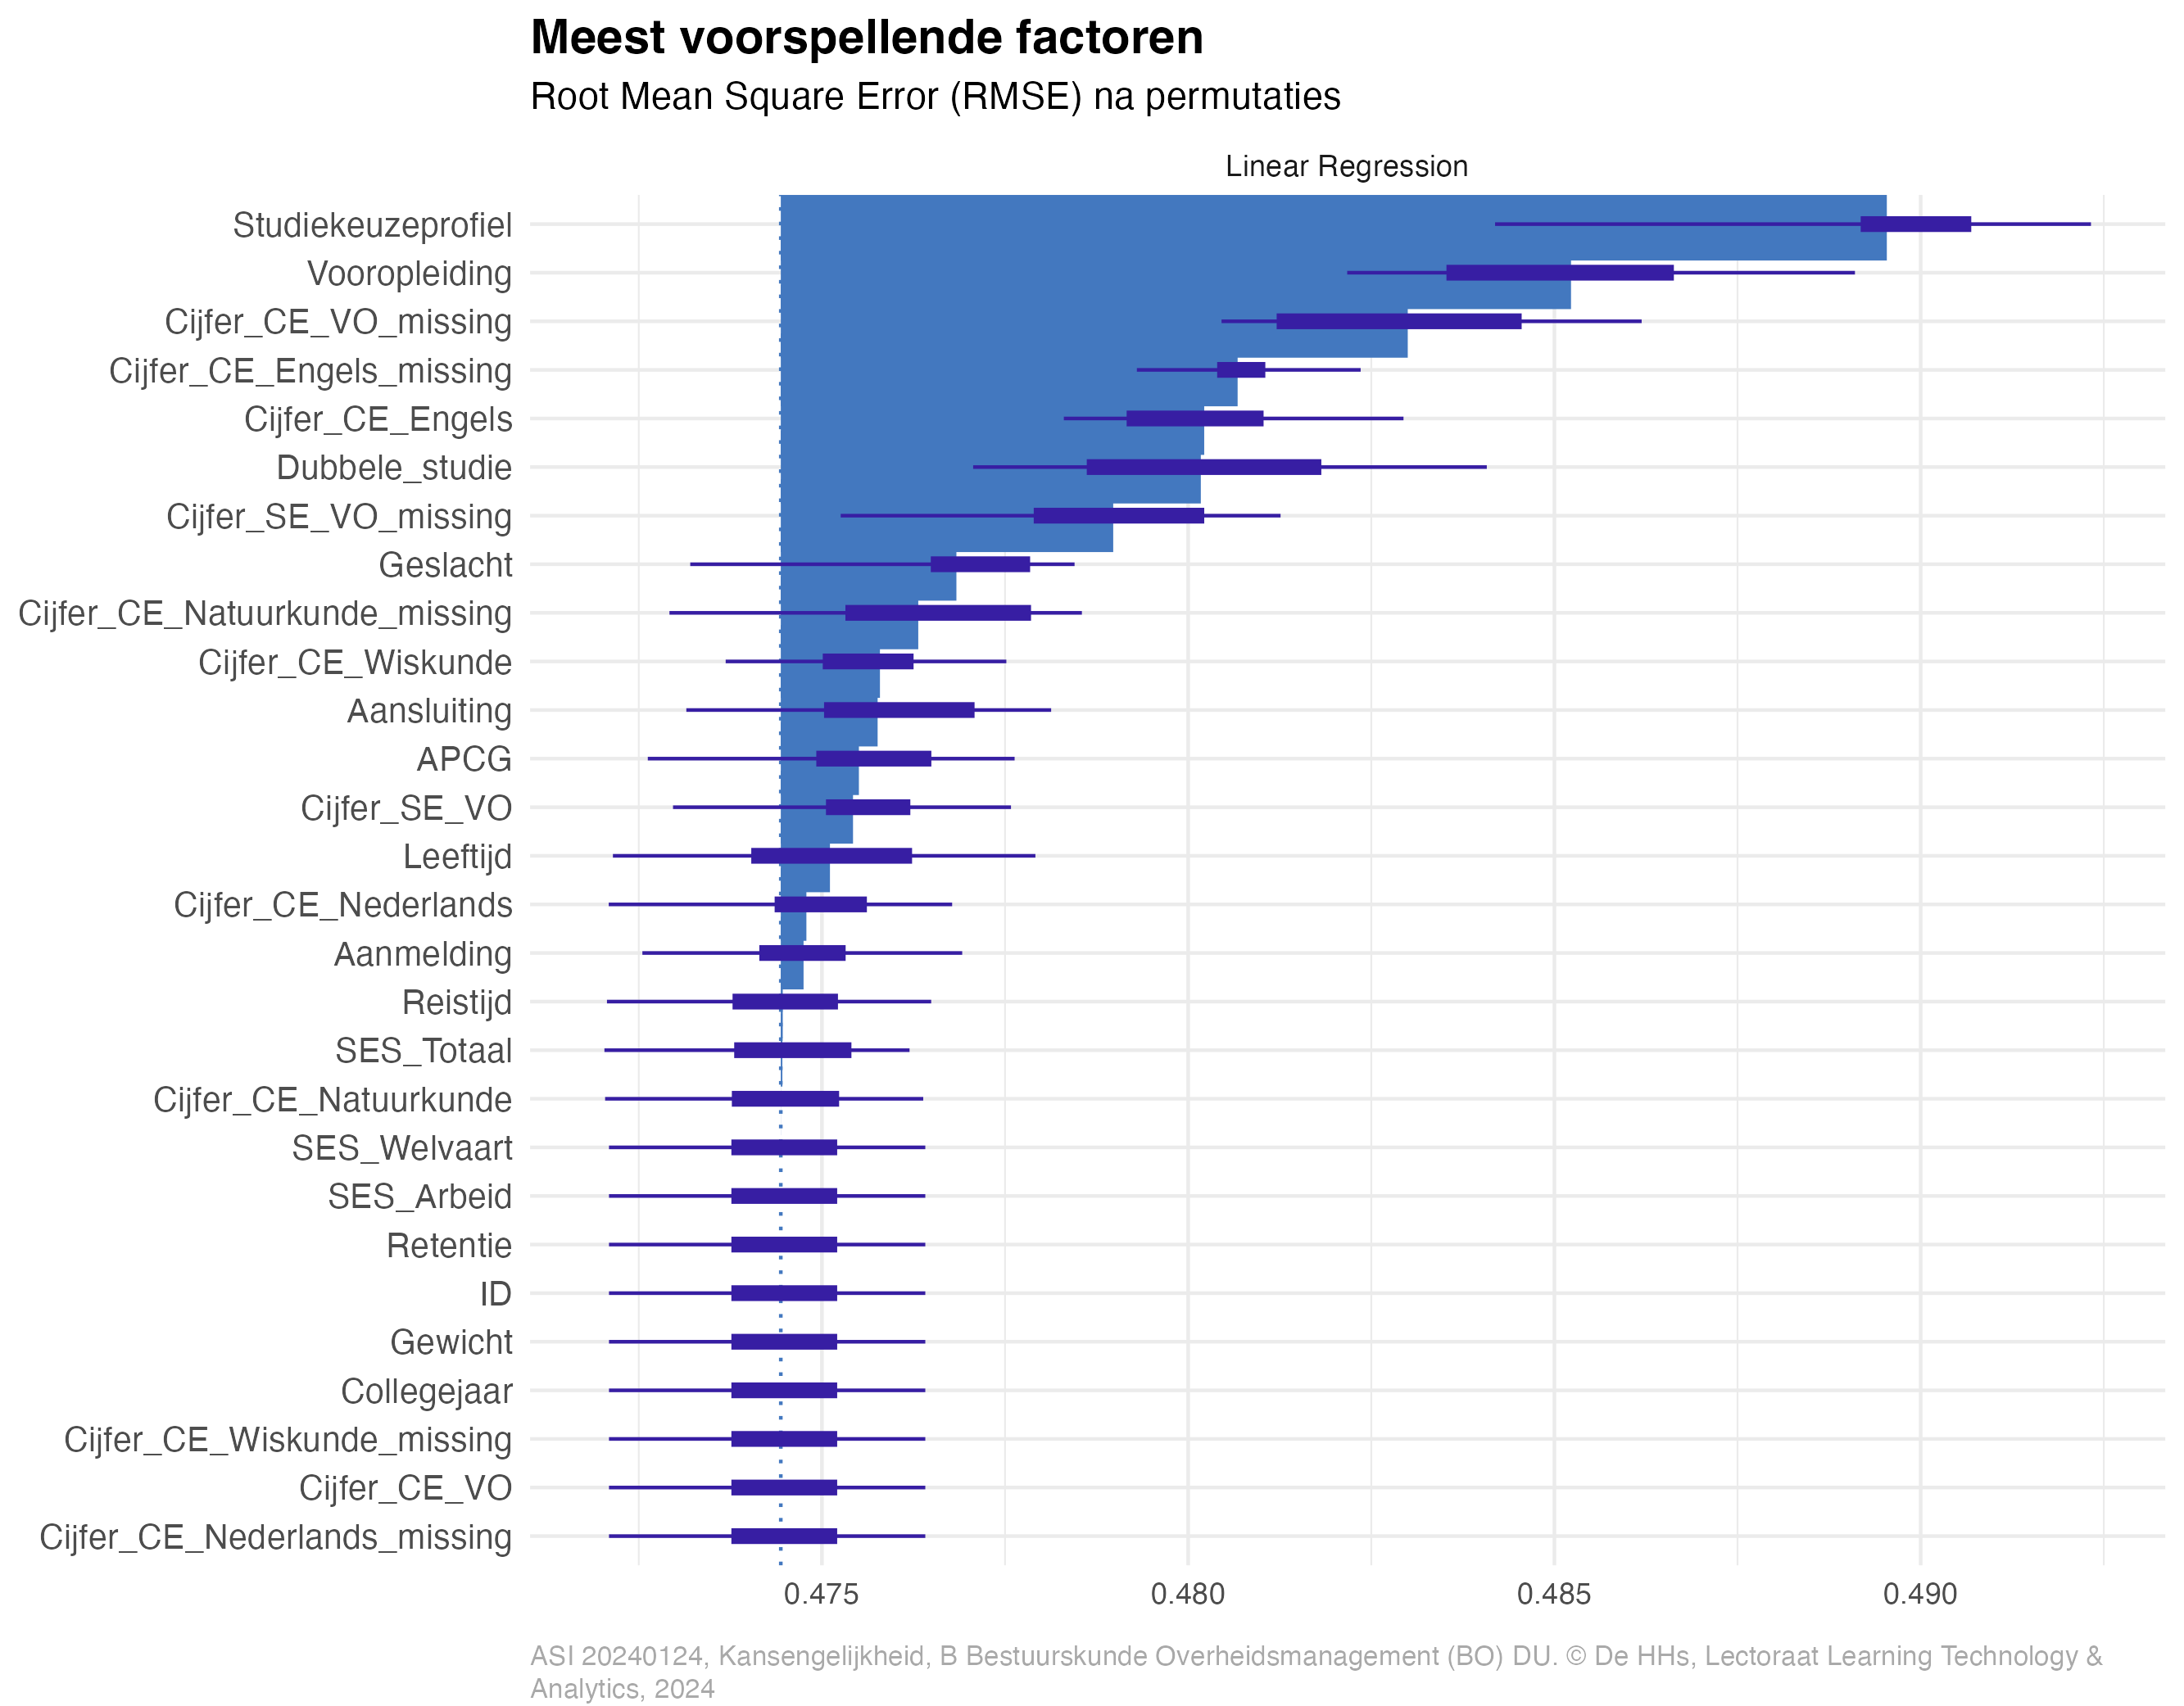 Meest voorspellende factoren
Root Mean Square Error (RMSE) na permutaties
Linear Regression
Studiekeuzeprofiel
Vooropleiding
Cijfer_CE_VO_missing
Cijfer_CE_Engels_missing
Cijfer_CE_Engels
Dubbele_studie
Cijfer_SE_VO_missing
Geslacht
Cijfer_CE_Natuurkunde_missing
Cijfer_CE_Wiskunde
Aansluiting
APCG
Cijfer_SE_VO
Leeftijd
Cijfer_CE_Nederlands
Aanmelding
Reistijd
SES_Totaal
Cijfer_CE_Natuurkunde
SES_Welvaart
SES_Arbeid
Retentie
ID
Gewicht
Collegejaar
Cijfer_CE_Wiskunde_missing
Cijfer_CE_VO
Cijfer_CE_Nederlands_missing
0.475 0.480 0.485 0.490
ASI 20240124, Kansengelijkheid, B Bestuurskunde Overheidsmanagement (BO) DU. © De HHs, Lectoraat Learning Technology &
Analytics, 2024